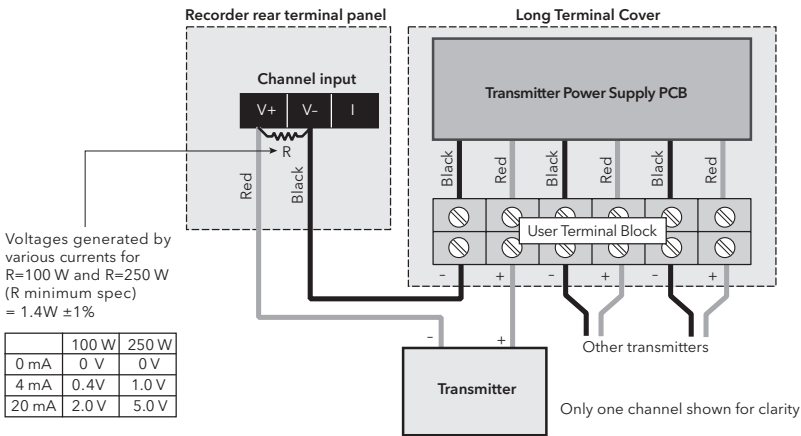 Recorder rear terminal panel
Long Terminal Cover
Channel input
V+ V– I
R
Red
Black
Transmitter Power Supply PCB
Black Red Black Red Black Red
User Terminal Block
– + – + – +
Voltages generated by
various currents for
R=100 W and R=250 W
(R minimum spec)
= 1.4W ±1%
100 W 250 W
0 mA 0 V 0 V
4 mA 0.4V 1.0 V
20 mA 2.0 V 5.0 V
– +
Transmitter
Other transmitters
Only one channel shown for clarity